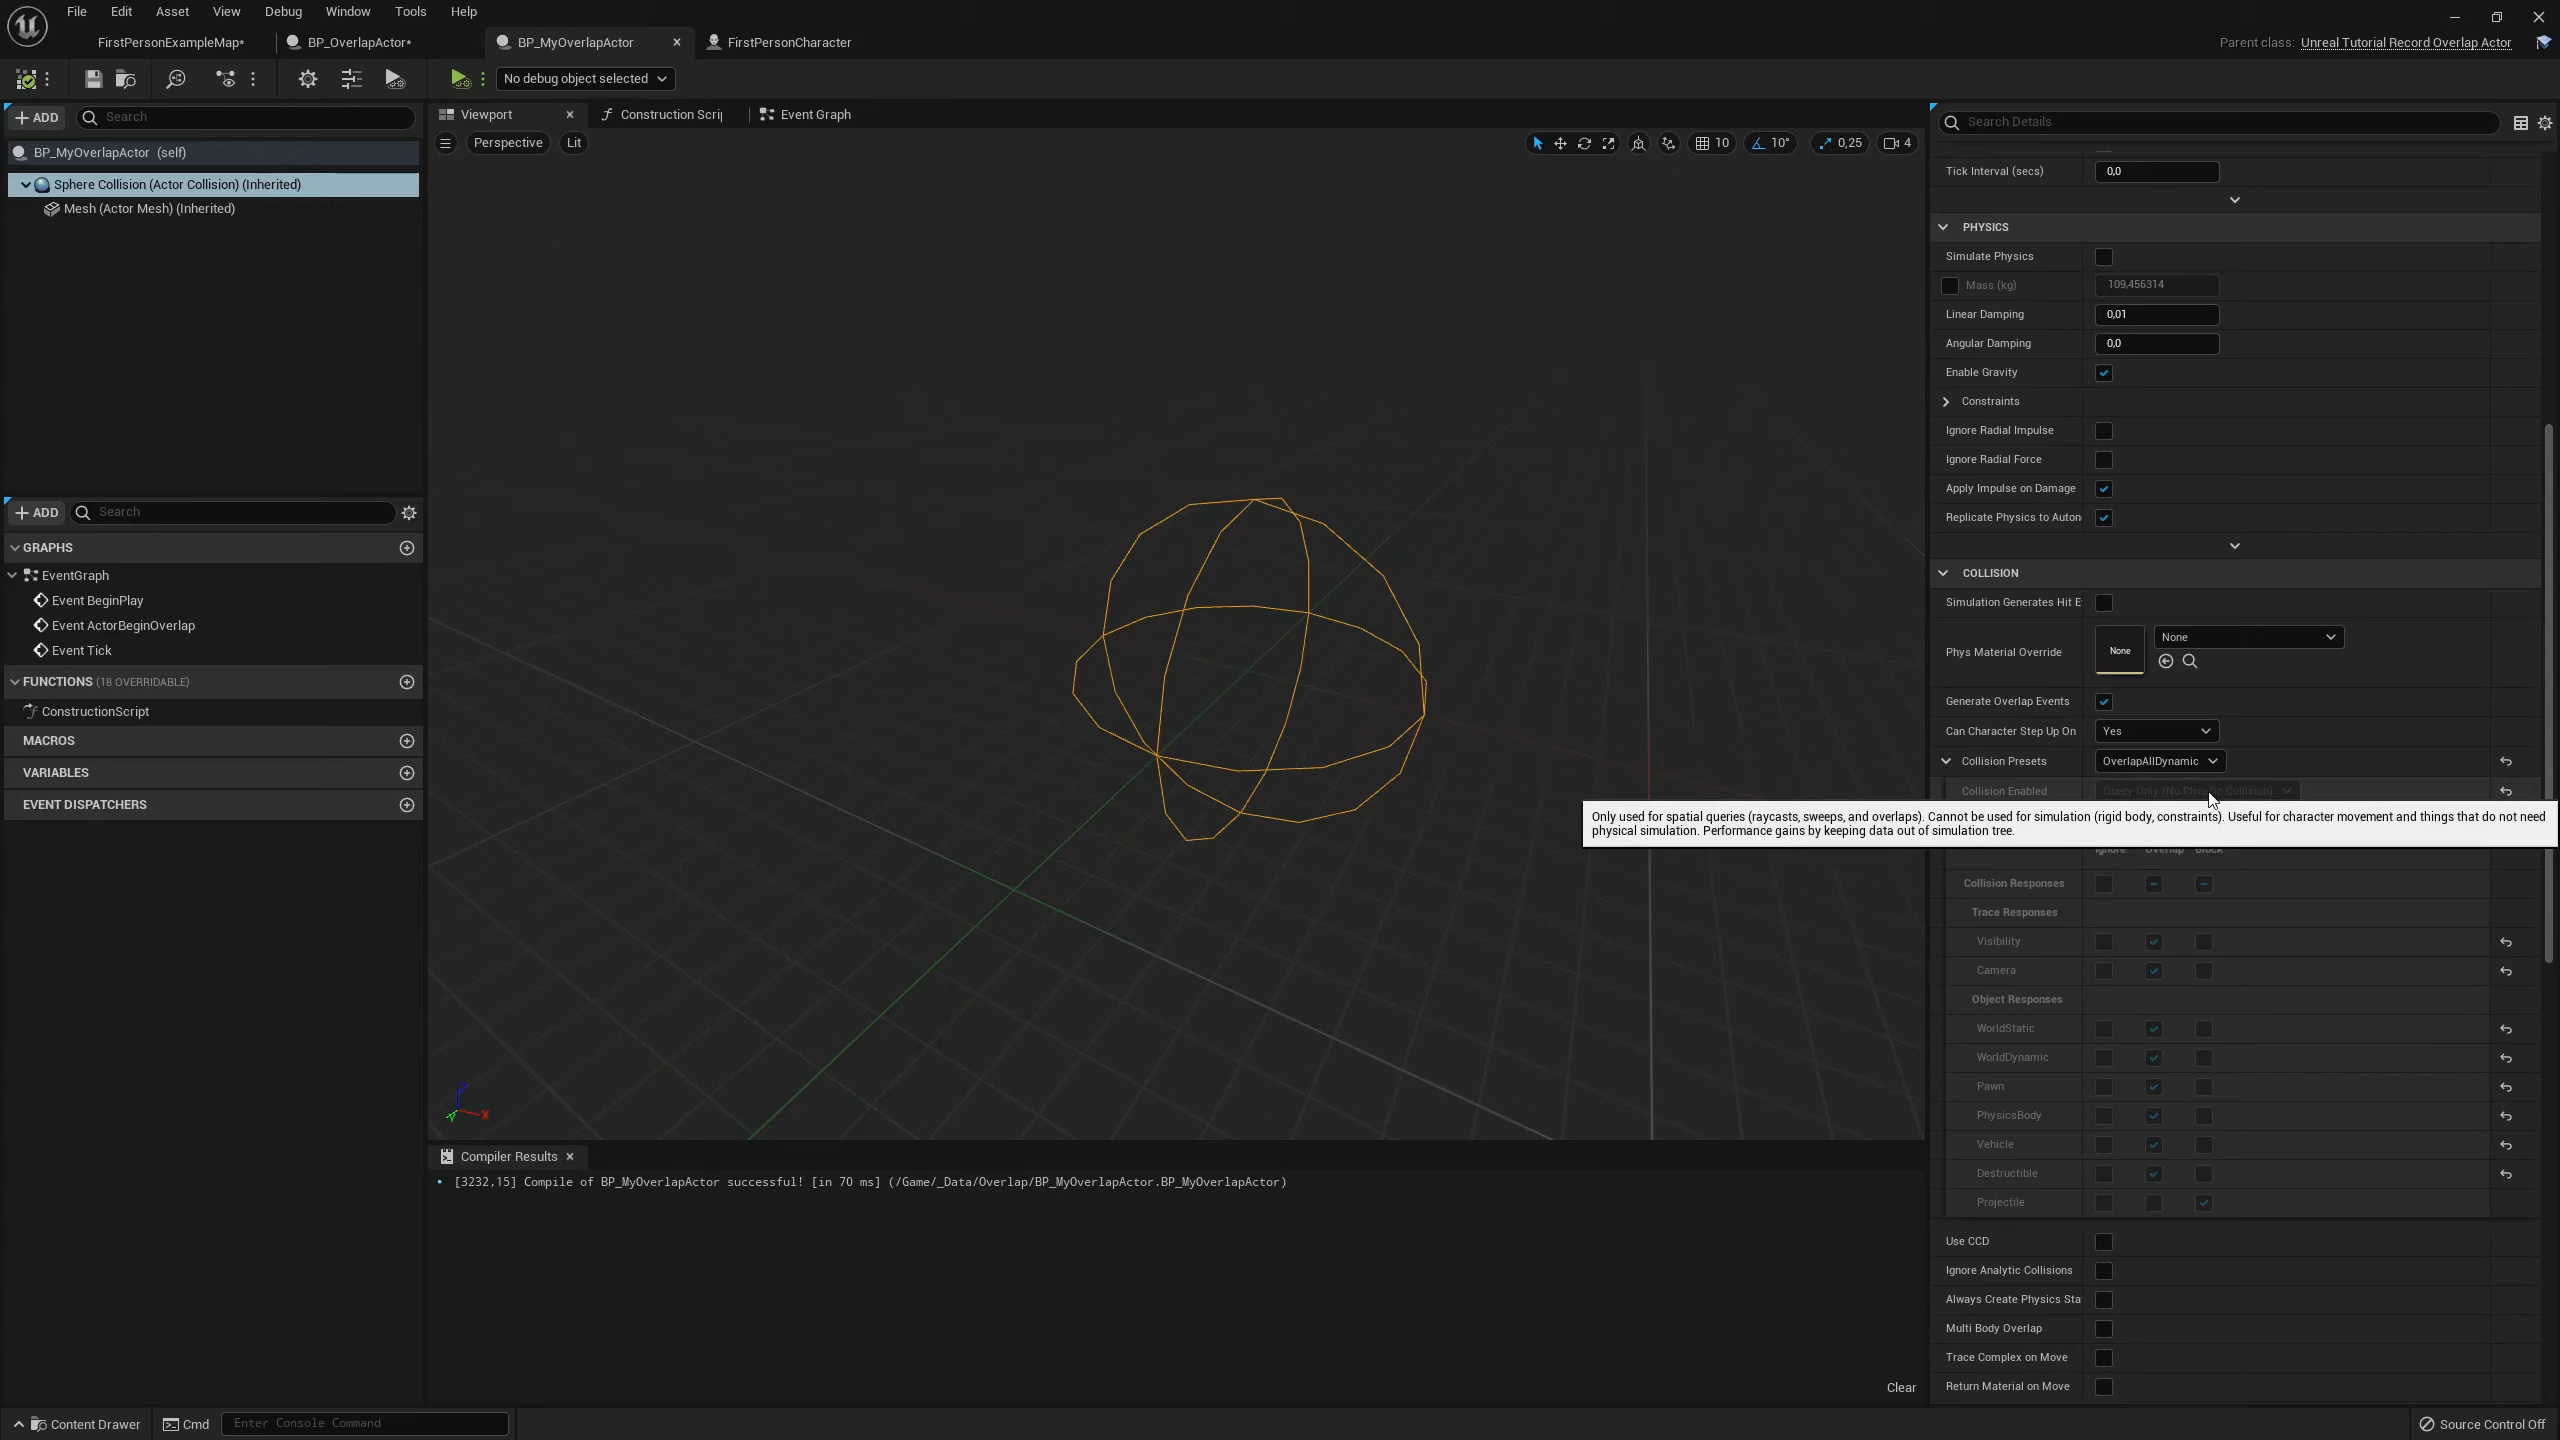 File Edit Asset View Debug Window Tools Help
FirstPersonExampleMap* BP_OverlapActor* BP_MyOverlapActor FirstPersonCharacter
Parent class: Unreal Tutorial Record Overlap Actor
No debug object selected
+ ADD Search
BP_MyOverlapActor (self)
Sphere Collision (Actor Collision) (Inherited)
Mesh (Actor Mesh) (Inherited)
+ ADD Search
GRAPHS
EventGraph
Event BeginPlay
Event ActorBeginOverlap
Event Tick
FUNCTIONS (18 OVERRIDABLE)
ConstructionScript
MACROS
VARIABLES
EVENT DISPATCHERS
Viewport Construction Scrip Event Graph
Perspective Lit
10 10° 0,25 4
Compiler Results
[3232,15] Compile of BP_MyOverlapActor successful! [in 70 ms] (/Game/_Data/Overlap/BP_MyOverlapActor.BP_MyOverlapActor)
Clear
Search Details
Tick Interval (secs) 0,0
PHYSICS
Simulate Physics
Mass (kg) 109,456314
Linear Damping 0,01
Angular Damping 0,0
Enable Gravity
Constraints
Ignore Radial Impulse
Ignore Radial Force
Apply Impulse on Damage
Replicate Physics to Auton
COLLISION
Simulation Generates Hit E
Phys Material Override None None
Generate Overlap Events
Can Character Step Up On Yes
Collision Presets OverlapAllDynamic
Collision Enabled Query Only (No Physics Collision)
Only used for spatial queries (raycasts, sweeps, and overlaps). Cannot be used for simulation (rigid body, constraints). Useful for character movement and things that do not need
physical simulation. Performance gains by keeping data out of simulation tree.
Ignore Overlap Block
Collision Responses
Trace Responses
Visibility
Camera
Object Responses
WorldStatic
WorldDynamic
Pawn
PhysicsBody
Vehicle
Destructible
Projectile
Use CCD
Ignore Analytic Collisions
Always Create Physics Sta
Multi Body Overlap
Trace Complex on Move
Return Material on Move
Content Drawer Cmd Enter Console Command
Source Control Off